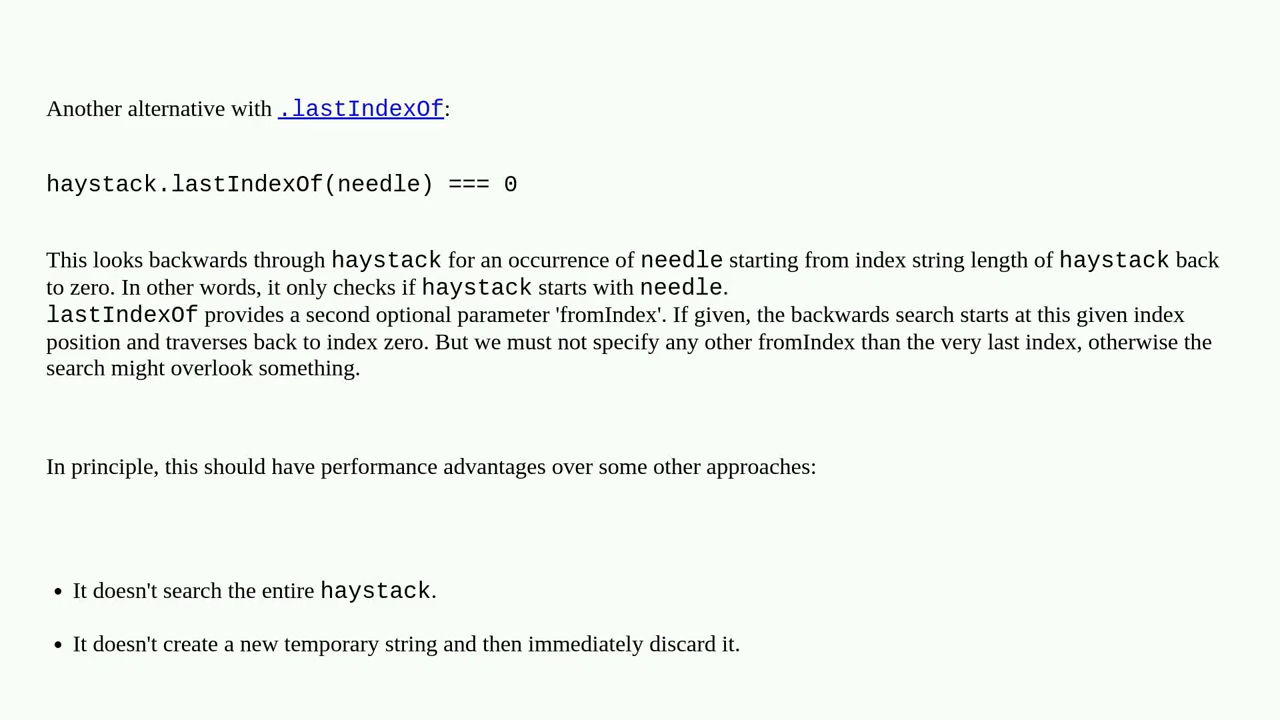 Another alternative with .lastIndexOf:
haystack.lastIndexOf(needle) === 0
This looks backwards through haystack for an occurrence of needle starting from index string length of haystack back
to zero. In other words, it only checks if haystack starts with needle.
lastIndexOf provides a second optional parameter 'fromIndex'. If given, the backwards search starts at this given index
position and traverses back to index zero. But we must not specify any other fromIndex than the very last index, otherwise the
search might overlook something.
In principle, this should have performance advantages over some other approaches:
• It doesn't search the entire haystack.
• It doesn't create a new temporary string and then immediately discard it.